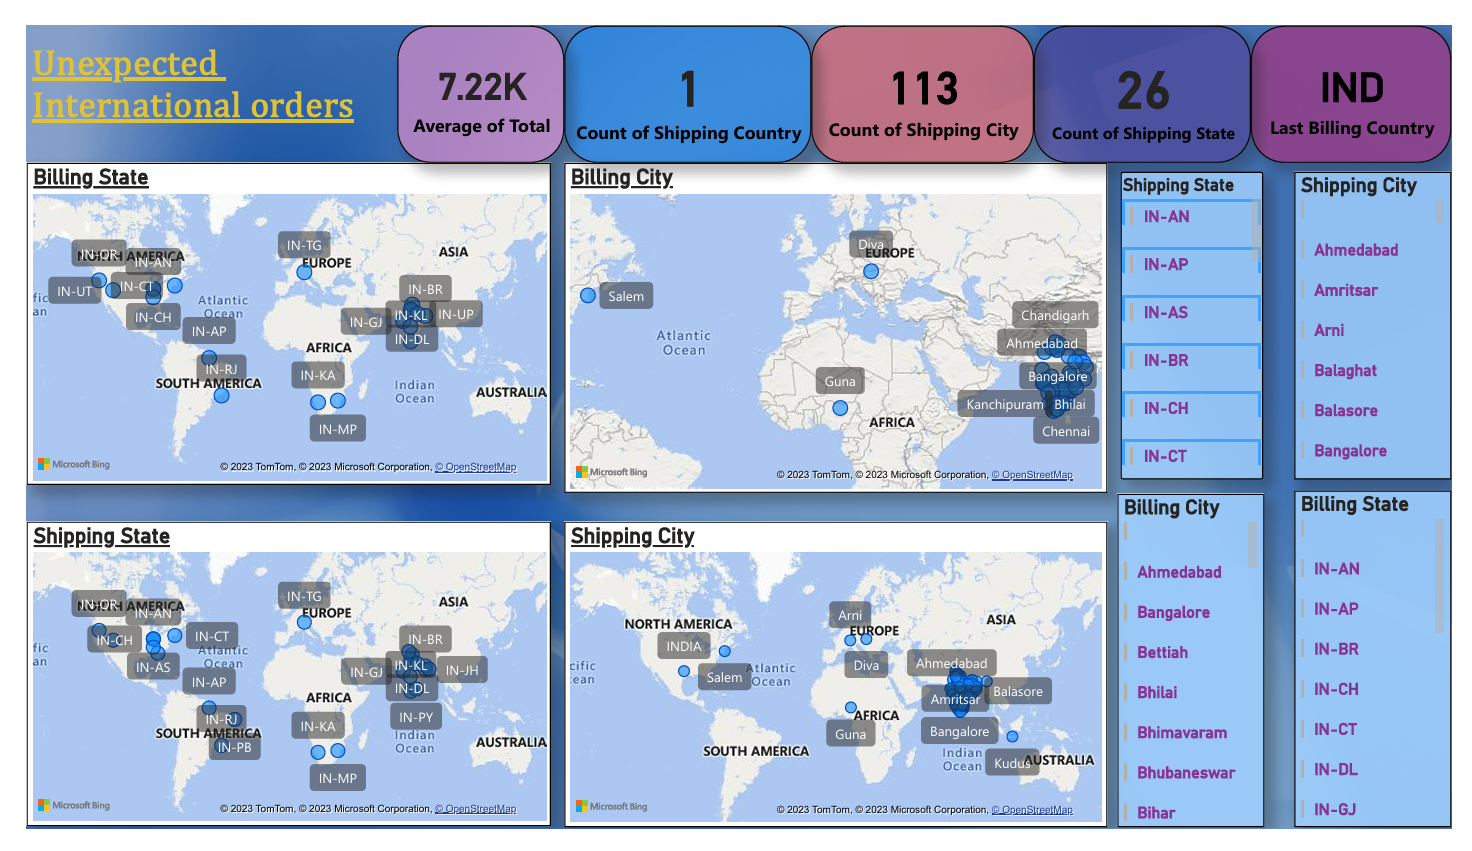 Unexpected
International orders
7.22K
Average of Total
1
Count of Shipping Country
113
Count of Shipping City
26
Count of Shipping State
IND
Last Billing Country
Billing State
IN-OR
NORTH AMERICA
IN-AN
IN-UT
IN-CT
IN-CH
IN-AP
Atlantic
Ocean
IN-TG
EUROPE
ASIA
IN-BR
IN-GJ
IN-KL
IN-UP
IN-DL
AFRICA
IN-RJ
SOUTH AMERICA
IN-KA
IN-MP
Indian
Ocean
AUSTRALIA
fic
an
Microsoft Bing
© 2023 TomTom, © 2023 Microsoft Corporation, © OpenStreetMap
Billing City
Diva
EUROPE
Salem
Atlantic
Ocean
Chandigarh
Ahmedabad
Guna
Bangalore
Kanchipuram
Bhilai
AFRICA
Chennai
Microsoft Bing
© 2023 TomTom, © 2023 Microsoft Corporation, © OpenStreetMap
Shipping State
IN-AN
IN-AP
IN-AS
IN-BR
IN-CH
IN-CT
Shipping City
Ahmedabad
Amritsar
Arni
Balaghat
Balasore
Bangalore
Shipping State
IN-OR
NORTH AMERICA
IN-AN
IN-CH
IN-CT
IN-AS
Atlantic
Ocean
IN-AP
IN-TG
EUROPE
ASIA
IN-BR
IN-GJ
IN-KL
IN-JH
IN-DL
AFRICA
IN-RJ
SOUTH AMERICA
IN-PB
IN-KA
IN-PY
Indian
Ocean
IN-MP
AUSTRALIA
fic
an
Microsoft Bing
© 2023 TomTom, © 2023 Microsoft Corporation, © OpenStreetMap
Shipping City
NORTH AMERICA
INDIA
Salem
Atlantic
Ocean
cific
cean
Arni
EUROPE
Diva
ASIA
Ahmedabad
Amritsar
Balasore
Bangalore
AFRICA
Guna
SOUTH AMERICA
Indian
Ocean
Kudus
AUSTRALIA
Microsoft Bing
© 2023 TomTom, © 2023 Microsoft Corporation, © OpenStreetMap
Billing City
Ahmedabad
Bangalore
Bettiah
Bhilai
Bhimavaram
Bhubaneswar
Bihar
Billing State
IN-AN
IN-AP
IN-BR
IN-CH
IN-CT
IN-DL
IN-GJ